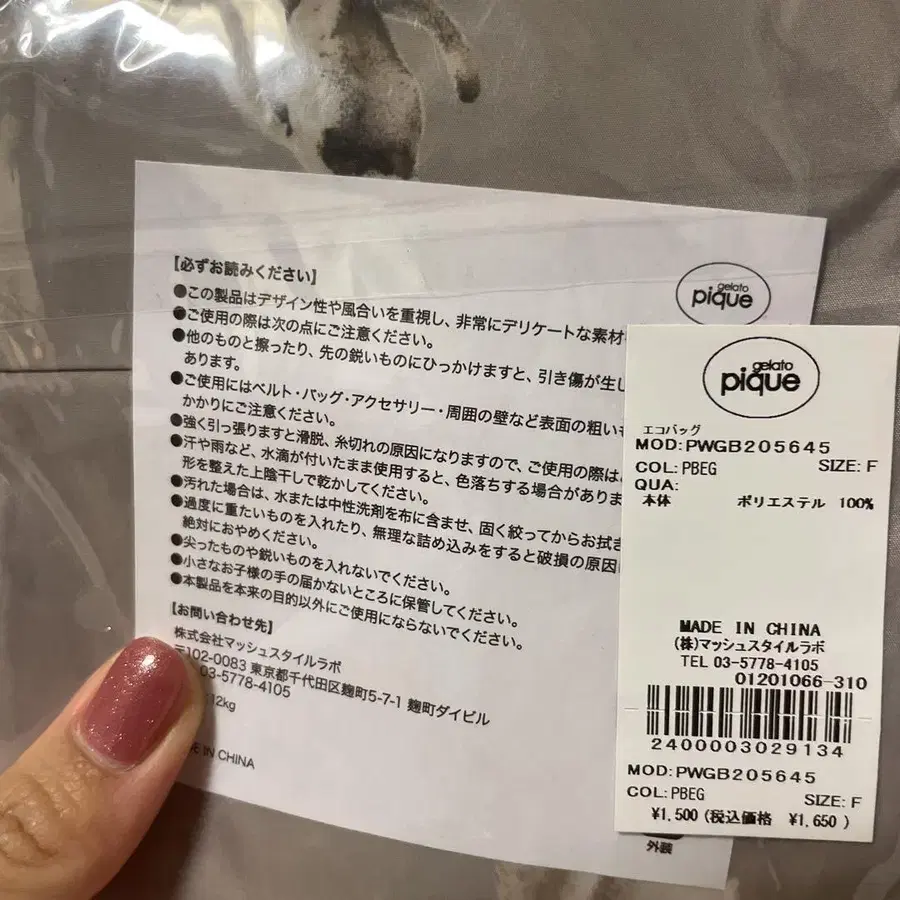 【必ずお読みください】
●この製品はデザイン性や風合いを重視し、非常にデリケートな素材
●ご使用の際は次の点にご注意ください。
●他のものと擦ったり、先の鋭いものにひっかけますと、引き傷が生し
あります。
●ご使用にはベルト・バッグ・アクセサリー・周囲の壁など表面の粗いも
かかりにご注意ください。
●強く引っ張りますと滑脱、糸切れの原因になりますので、ご使用の際は
●汗や雨など、水滴が付いたまま使用すると、色落ちする場合がありま
形を整えた上陰干しで乾かしてください。
●汚れた場合は、水または中性洗剤を布に含ませ、固く絞ってからお拭き
●過度に重たいものを入れたり、無理な詰め込みをすると破損の原因
絶対におやめください。
●尖ったものや鋭いものを入れないでください。
●小さなお子様の手の届かないところに保管してください。
●本製品を本来の目的以外にご使用にならないでください。
【お問い合わせ先】
株式会社マッシュスタイルラボ
〒102-0083 東京都千代田区麹町5-7-1 麹町ダイビル
03-5778-4105
12kg
IN CHINA
gelato
pique
外装
gelato
pique
エコバッグ
MOD:PWGB205645
COL:PBEG SIZE:F
QUA:
本体 ポリエステル 100%
MADE IN CHINA
(株)マッシュスタイルラボ
TEL 03-5778-4105
01201066-310
2400003029134
MOD:PWGB205645
COL:PBEG SIZE:F
¥1,500 (税込価格 ¥1,650 )